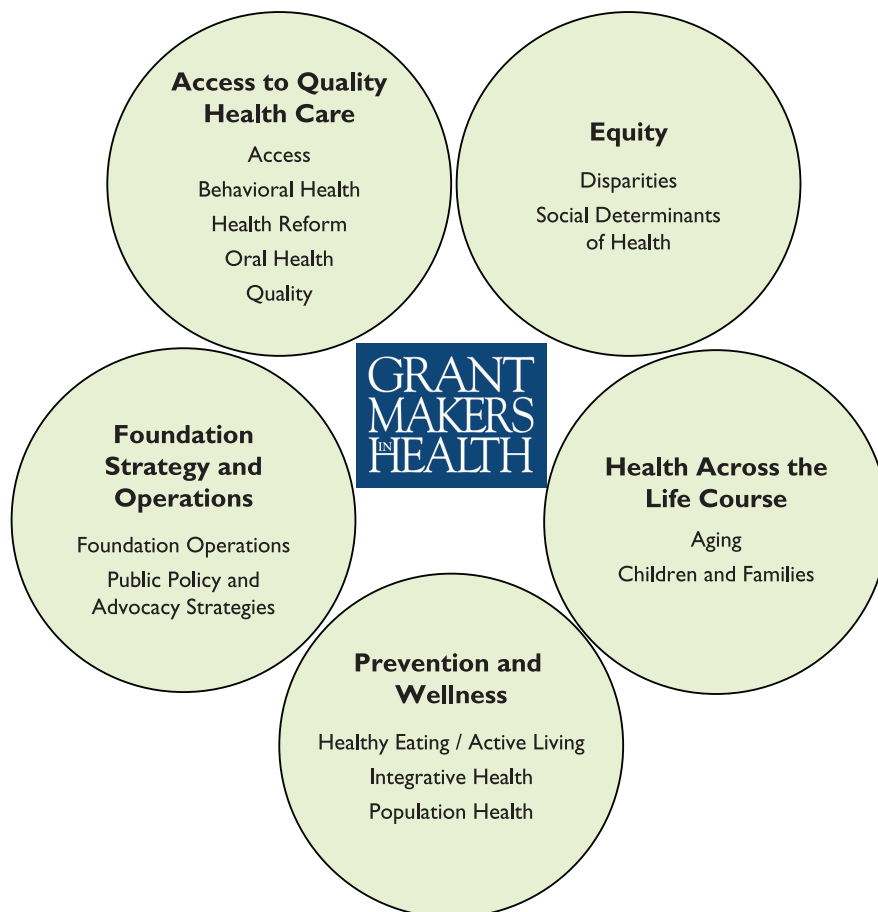 Access to Quality
Health Care
Access
Behavioral Health
Health Reform
Oral Health
Quality
Equity
Disparities
Social Determinants
of Health
GRANT
MAKERS
IN HEALTH
Foundation
Strategy and
Operations
Foundation Operations
Public Policy and
Advocacy Strategies
Health Across the
Life Course
Aging
Children and Families
Prevention and
Wellness
Healthy Eating / Active Living
Integrative Health
Population Health